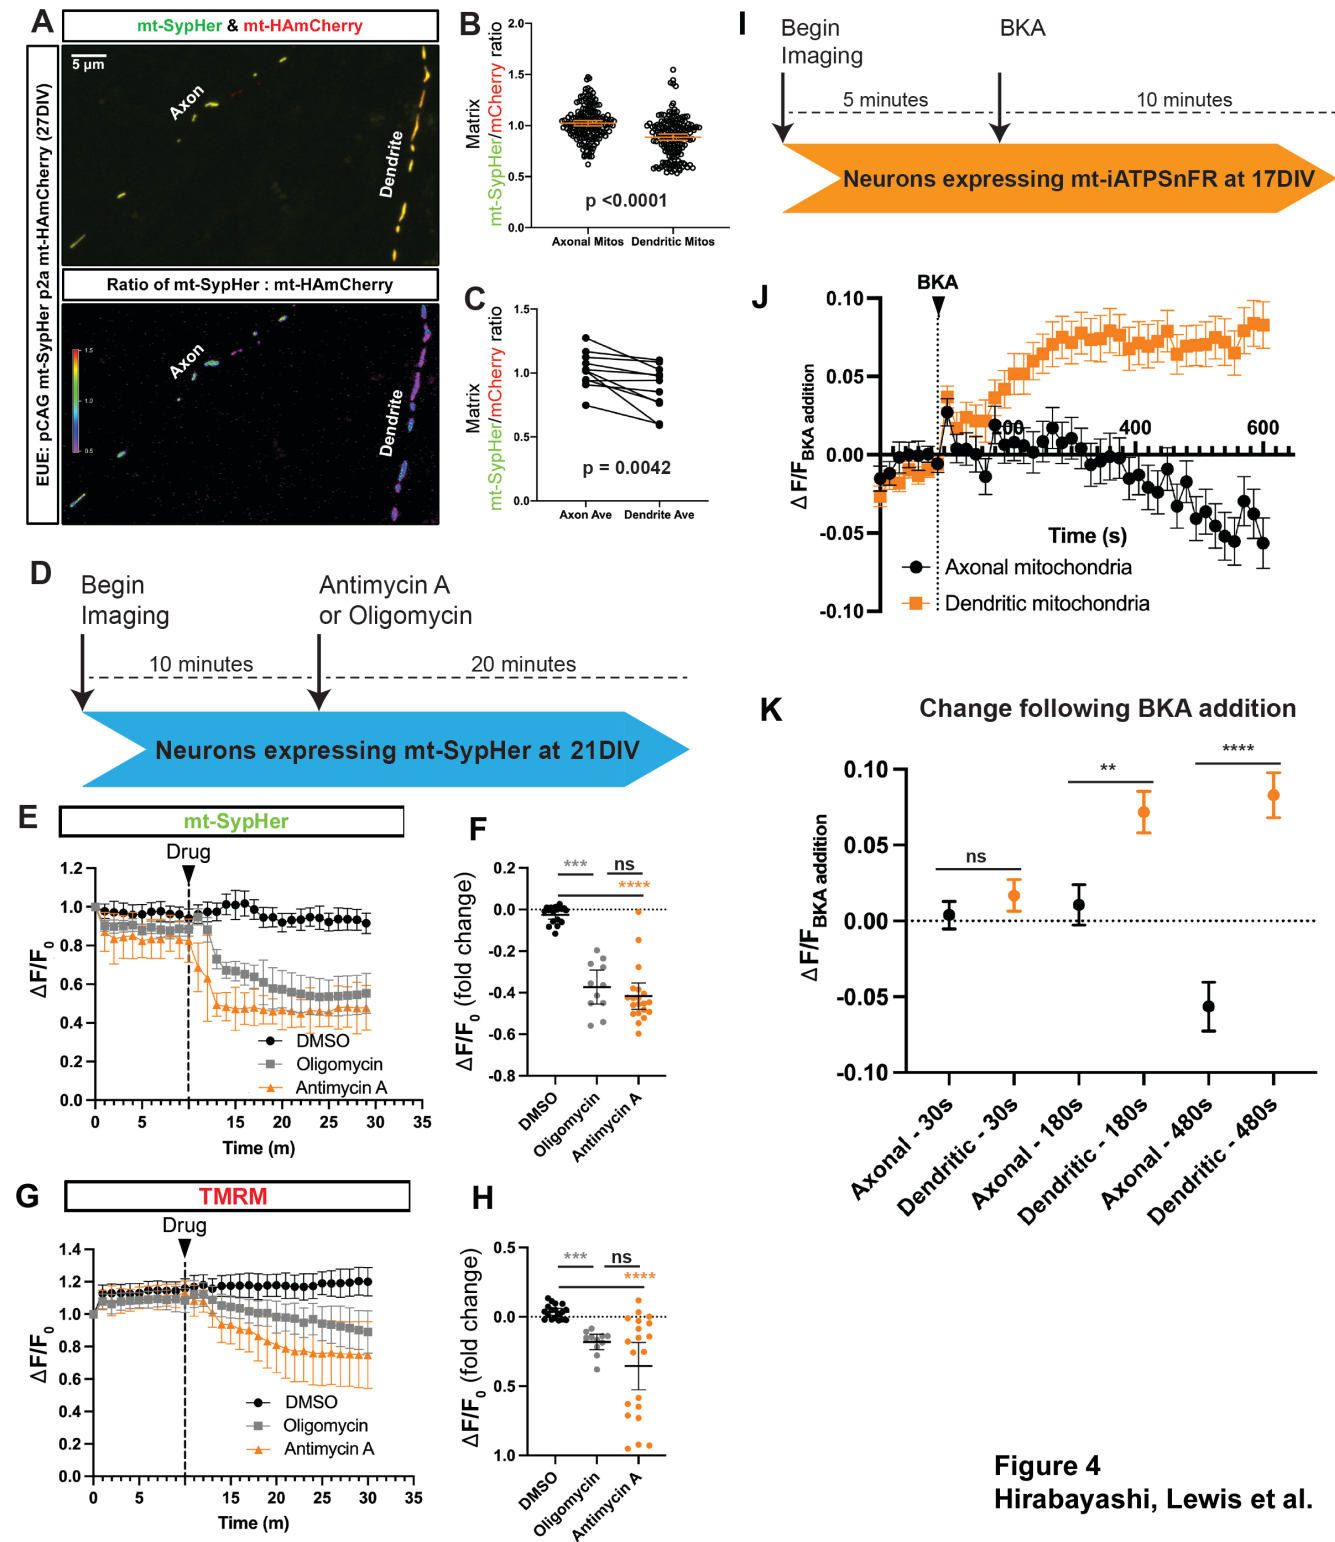 A
mt-SypHer & mt-HAmCherry
EUE: pCAG mt-SypHer p2a mt-HAmCherry (27DIV)
5 µm
Axon
Dendrite
Ratio of mt-SypHer : mt-HAmCherry
1.5
1.0
0.5
Axon
Dendrite
B
Matrix
mt-SypHer/mCherry ratio
2.0
1.5
1.0
0.5
0.0
p <0.0001
Axonal Mitos
Dendritic Mitos
C
Matrix
mt-SypHer/mCherry ratio
1.5
1.0
0.5
0.0
p = 0.0042
Axon Ave
Dendrite Ave
D
Begin
Imaging
Antimycin A
or Oligomycin
10 minutes
20 minutes
Neurons expressing mt-SypHer at 21DIV
E
mt-SypHer
Drug
ΔF/F0
1.2
1.0
0.8
0.6
0.4
0.2
0.0
DMSO
Oligomycin
Antimycin A
0 5 15 20 25 30 35
Time (m)
F
ΔF/F0 (fold change)
0.2
0.0
-0.2
-0.4
-0.6
-0.8
***
ns
****
DMSO
Oligomycin
Antimycin A
G
TMRM
Drug
ΔF/F0
1.4
1.2
1.0
0.8
0.6
0.4
0.2
0.0
DMSO
Oligomycin
Antimycin A
0 5 15 20 25 30 35
Time (m)
H
ΔF/F0 (fold change)
0.5
0.0
0.5
1.0
***
ns
****
DMSO
Oligomycin
Antimycin A
I
Begin
Imaging
BKA
5 minutes
10 minutes
Neurons expressing mt-iATPSnFR at 17DIV
J
BKA
Δ F/FBKA addition
0.10
0.05
0.00
-0.05
-0.10
400 600
Time (s)
Axonal mitochondria
Dendritic mitochondria
K
Change following BKA addition
Δ F/FBKA addition
0.10
0.05
0.00
-0.05
-0.10
ns
**
****
Axonal - 30s
Dendritic - 30s
Axonal - 180s
Dendritic - 180s
Axonal - 480s
Dendritic - 480s
Figure 4
Hirabayashi, Lewis et al.